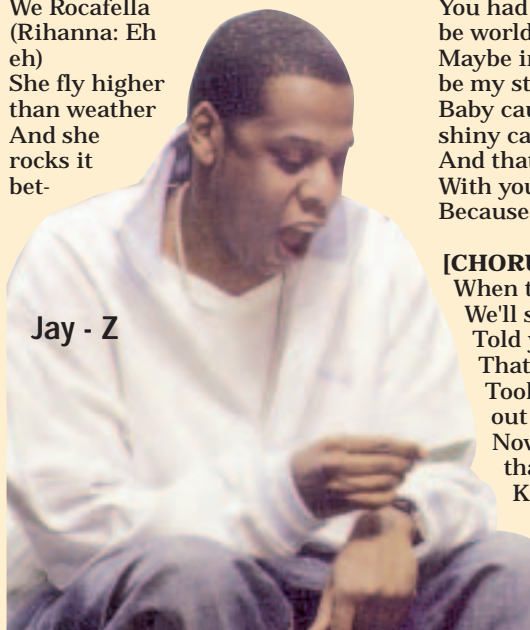 We Rocafella
(Rihanna: Eh
eh)
She fly higher
than weather
And she
rocks it
bet-
Jay - Z
You had
be world
Maybe i
be my st
Baby cau
shiny ca
And that
With you
Because
[CHORU
When t
We'll s
Told y
That
Took
out
Nov
tha
K